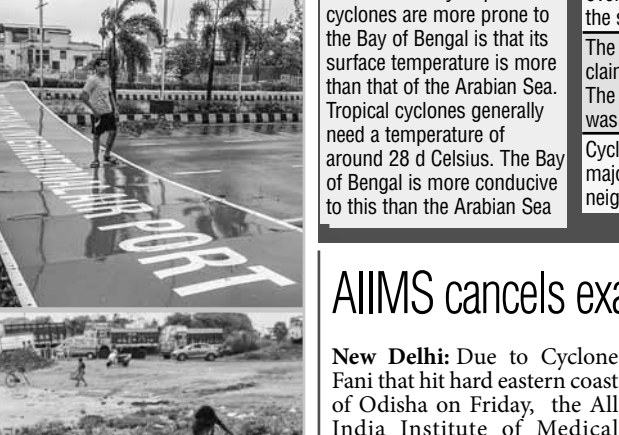 AIR PORT
cyclones are more prone to
the Bay of Bengal is that its
surface temperature is more
than that of the Arabian Sea.
Tropical cyclones generally
need a temperature of
around 28 d Celsius. The Bay
of Bengal is more conducive
to this than the Arabian Sea
the s
The
clain
The
was
Cycl
majo
neig
AIIMS cancels exa
New Delhi: Due to Cyclone
Fani that hit hard eastern coast
of Odisha on Friday, the All
India Institute of Medical